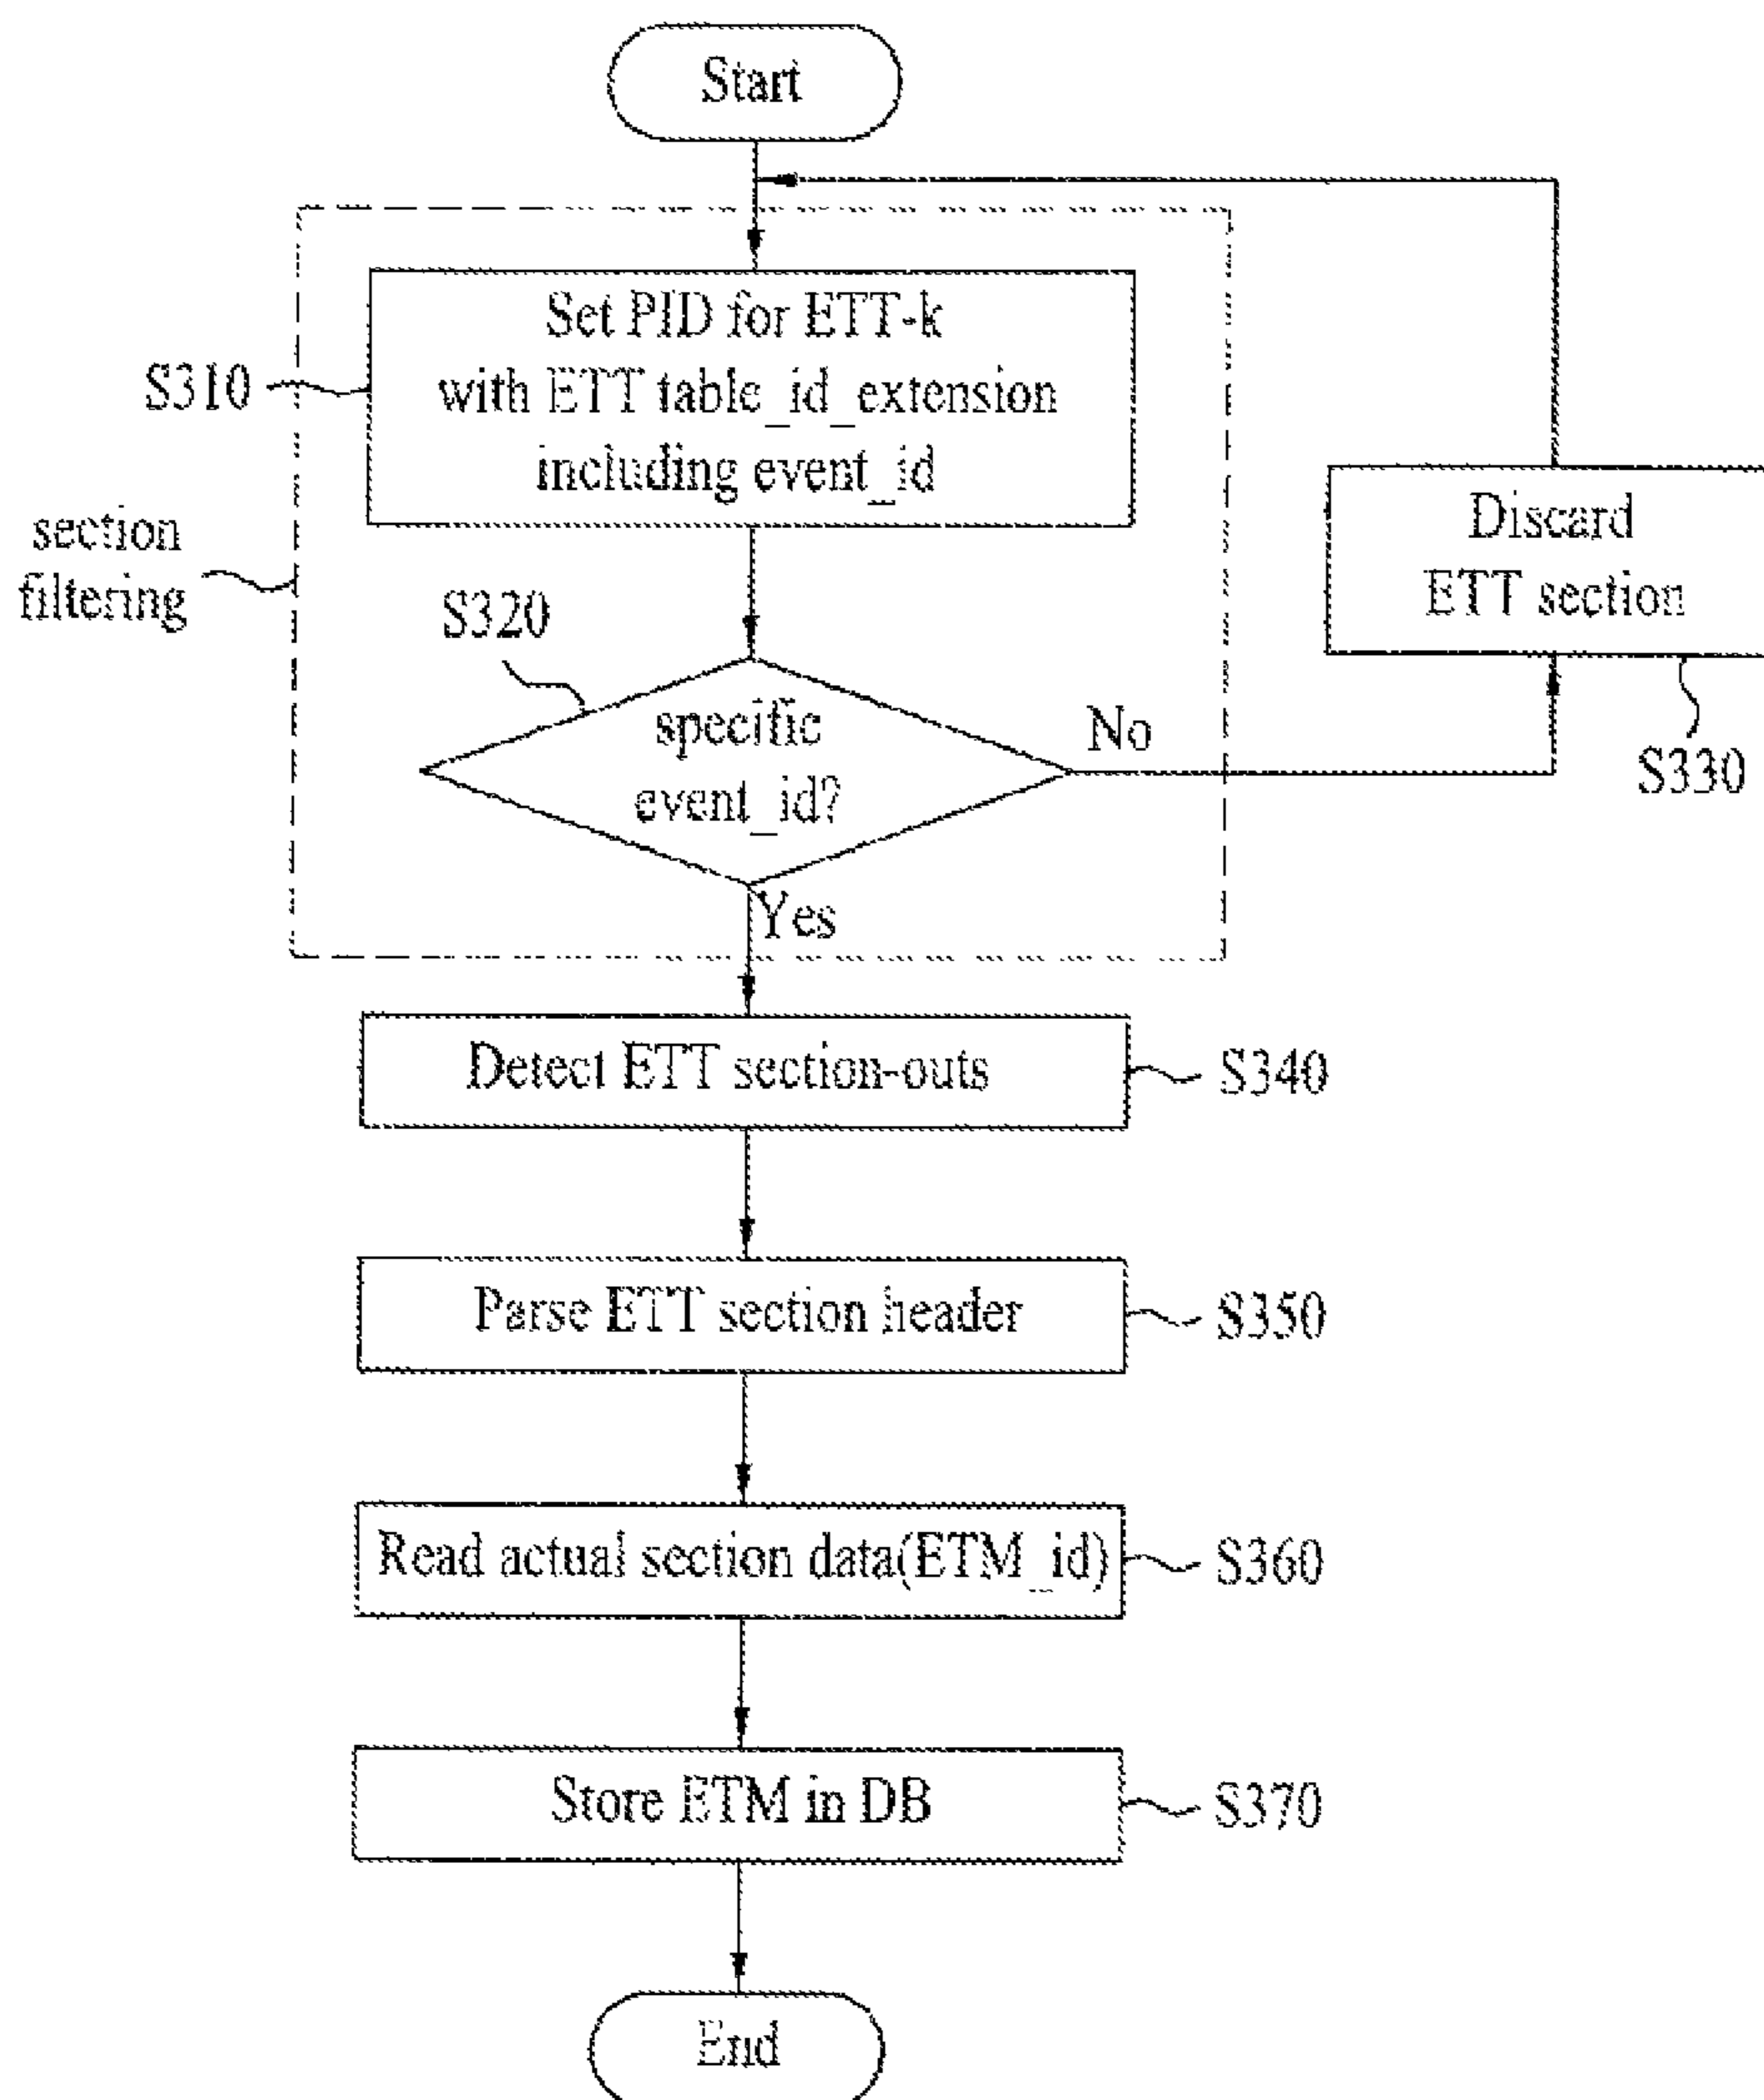 Start
Set PID for ETT-k
with ETT table_id_extension
including event_id
S310
section
filtering
Discard
ETT section
S330
S320
specific
event_id?
No
Yes
Detect ETT section-outs
S340
Parse ETT section header
S350
Read actual section data(ETM_id)
S360
Store ETM in DB
S370
End